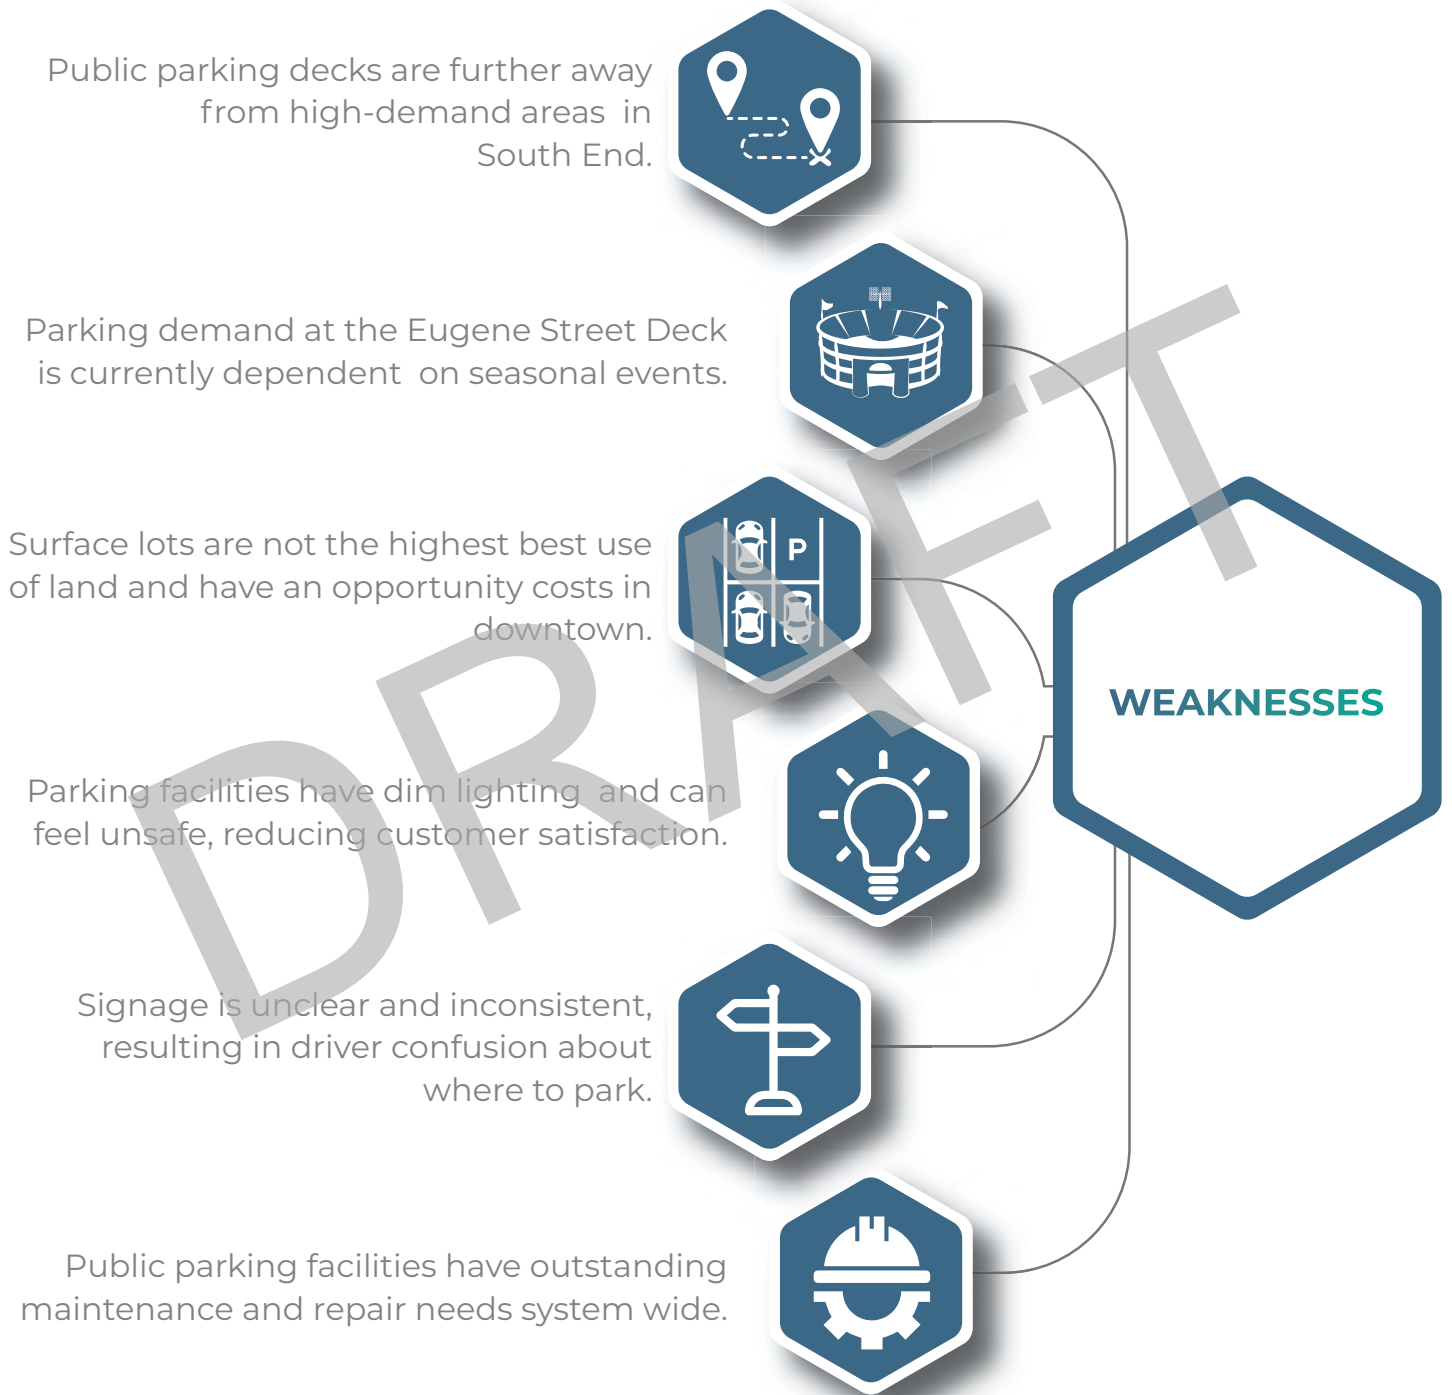 Public parking decks are further away
from high-demand areas in
South End.
Parking demand at the Eugene Street Deck
is currently dependent on seasonal events.
Surface lots are not the highest best use
of land and have an opportunity costs in
downtown.
P
Parking facilities have dim lighting and can
feel unsafe, reducing customer satisfaction.
Signage is unclear and inconsistent,
resulting in driver confusion about
where to park.
Public parking facilities have outstanding
maintenance and repair needs system wide.
WEAKNESSES
DRAFT